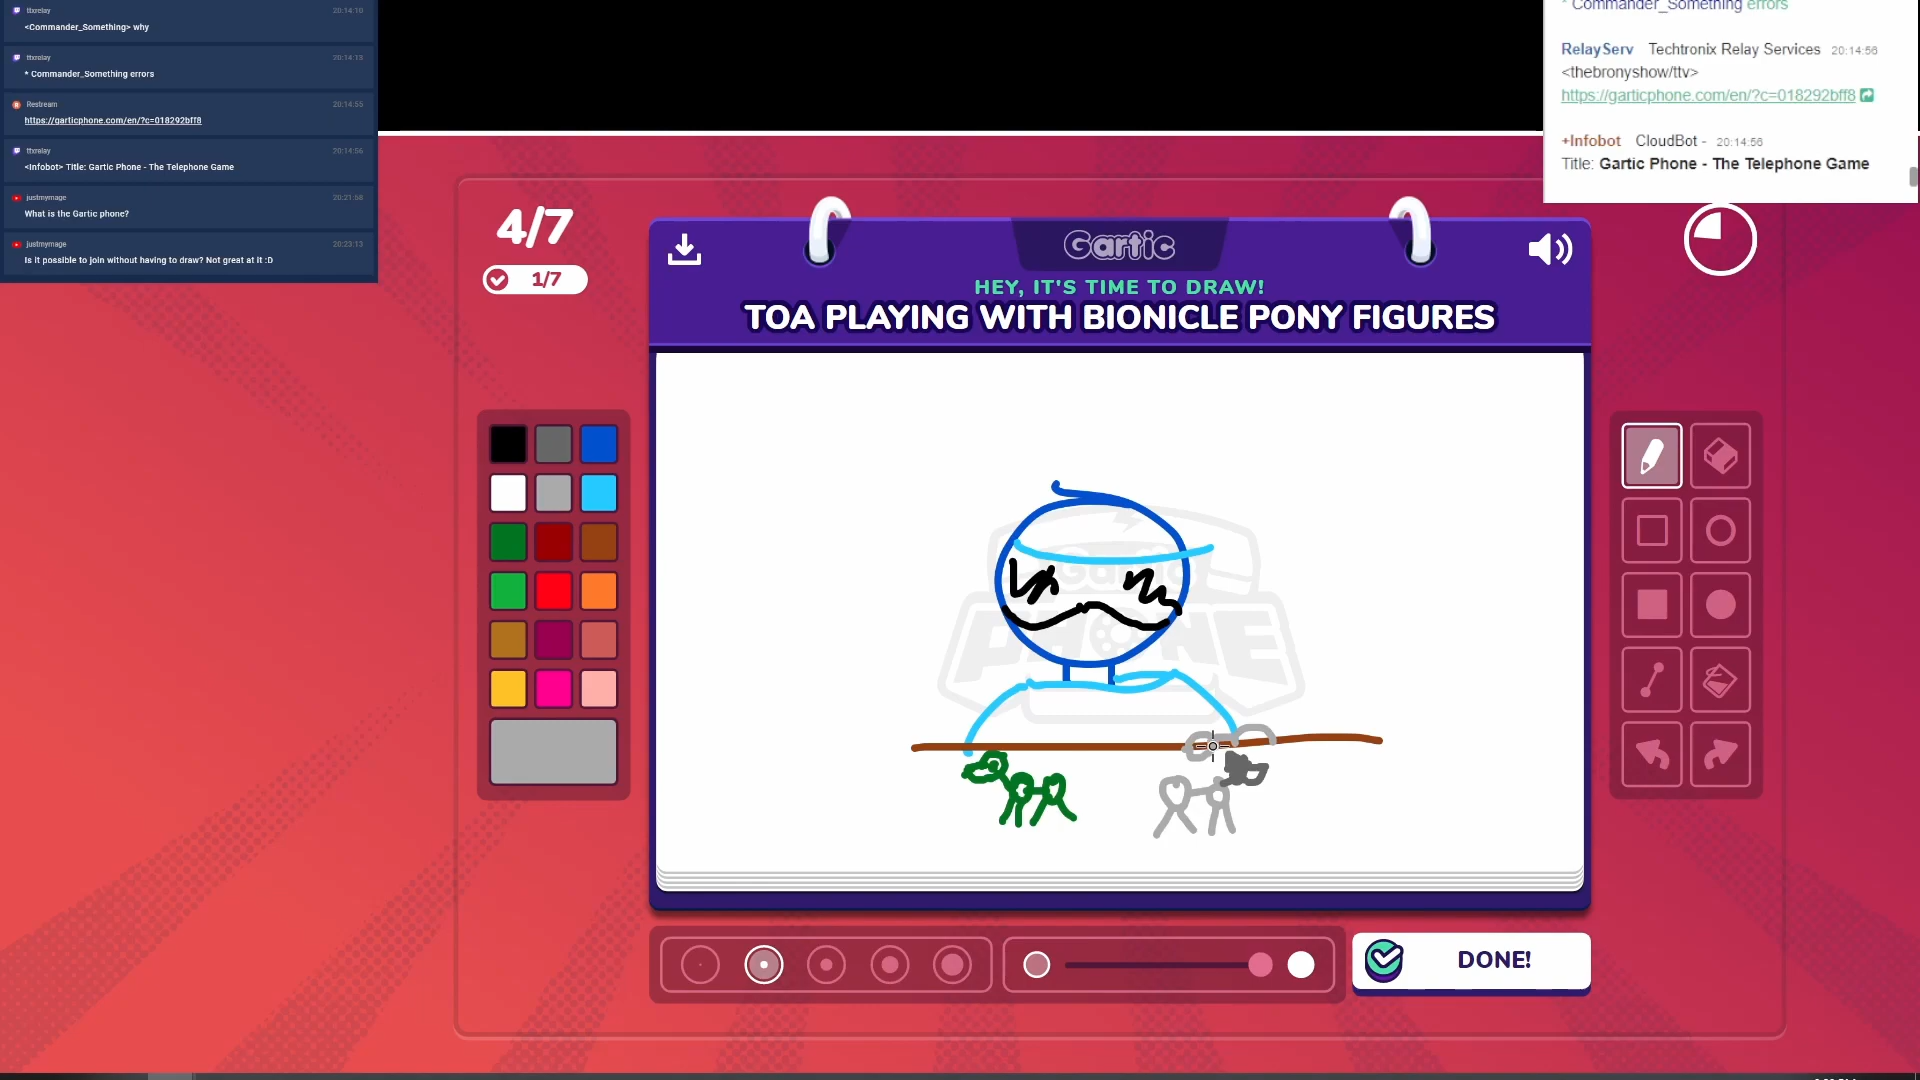 ttxrelay 20:14:10
<Commander_Something> why
ttxrelay 20:14:13
* Commander_Something errors
Restream 20:14:55
https://garticphone.com/en/?c=018292bff8
ttxrelay 20:14:56
<Infobot> Title: Gartic Phone - The Telephone Game
justmymage 20:21:58
What is the Gartic phone?
justmymage 20:23:13
Is it possible to join without having to draw? Not great at it :D
* Commander_Something errors
RelayServ Techtronix Relay Services 20:14:56
<thebronyshow/ttv>
https://garticphone.com/en/?c=018292bff8
+Infobot CloudBot - 20:14:56
Title: Gartic Phone - The Telephone Game
4/7
1/7
Gartic
HEY, IT'S TIME TO DRAW!
TOA PLAYING WITH BIONICLE PONY FIGURES
Gartic
PHONE
DONE!